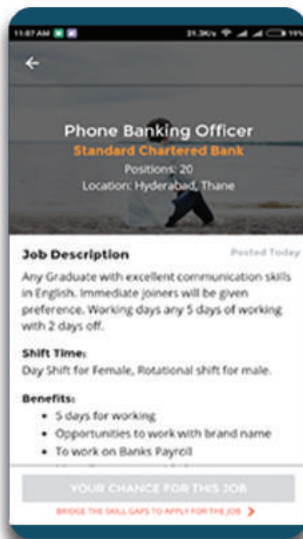 11:07 AM
21.3K/s 19%
Phone Banking Officer
Standard Chartered Bank
Positions: 20
Location: Hyderabad, Thane
Job Description
Posted Today
Any Graduate with excellent communication skills
in English. Immediate joiners will be given
preference. Working days any 5 days of working
with 2 days off.
Shift Time:
Day Shift for Female, Rotational shift for male.
Benefits:
• 5 days for working
• Opportunities to work with brand name
• To work on Banks Payroll
YOUR CHANCE FOR THIS JOB
BRIDGE THE SKILL GAPS TO APPLY FOR THE JOB